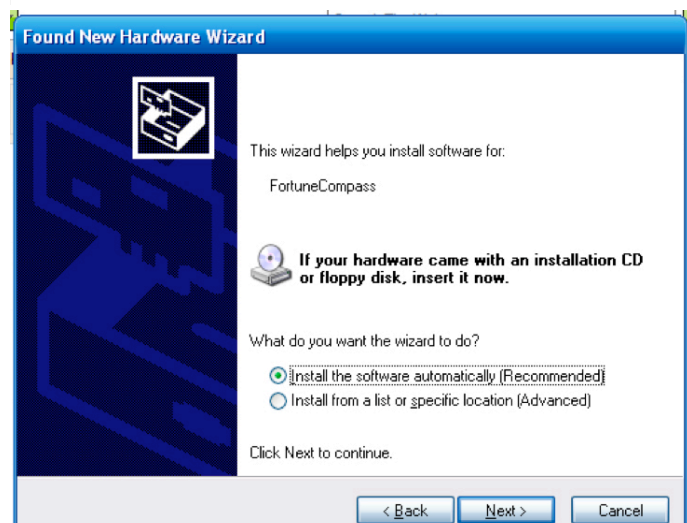 Found New Hardware Wizard
This wizard helps you install software for:
FortuneCompass
If your hardware came with an installation CD
or floppy disk, insert it now.
What do you want the wizard to do?
Install the software automatically (Recommended)
Install from a list or specific location (Advanced)
Click Next to continue.
< Back Next > Cancel